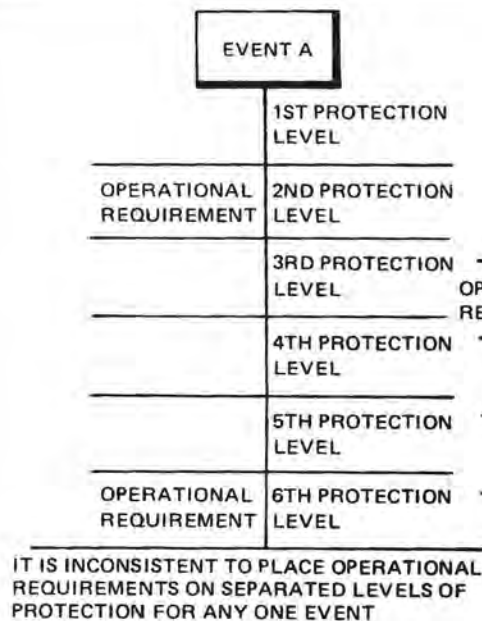 EVENT A
1ST PROTECTION
LEVEL
OPERATIONAL 2ND PROTECTION
REQUIREMENT LEVEL
3RD PROTECTION
LEVEL
4TH PROTECTION
LEVEL
5TH PROTECTION
LEVEL
OPERATIONAL 6TH PROTECTION
REQUIREMENT LEVEL
IT IS INCONSISTENT TO PLACE OPERATIONAL
REQUIREMENTS ON SEPARATED LEVELS OF
PROTECTION FOR ANY ONE EVENT